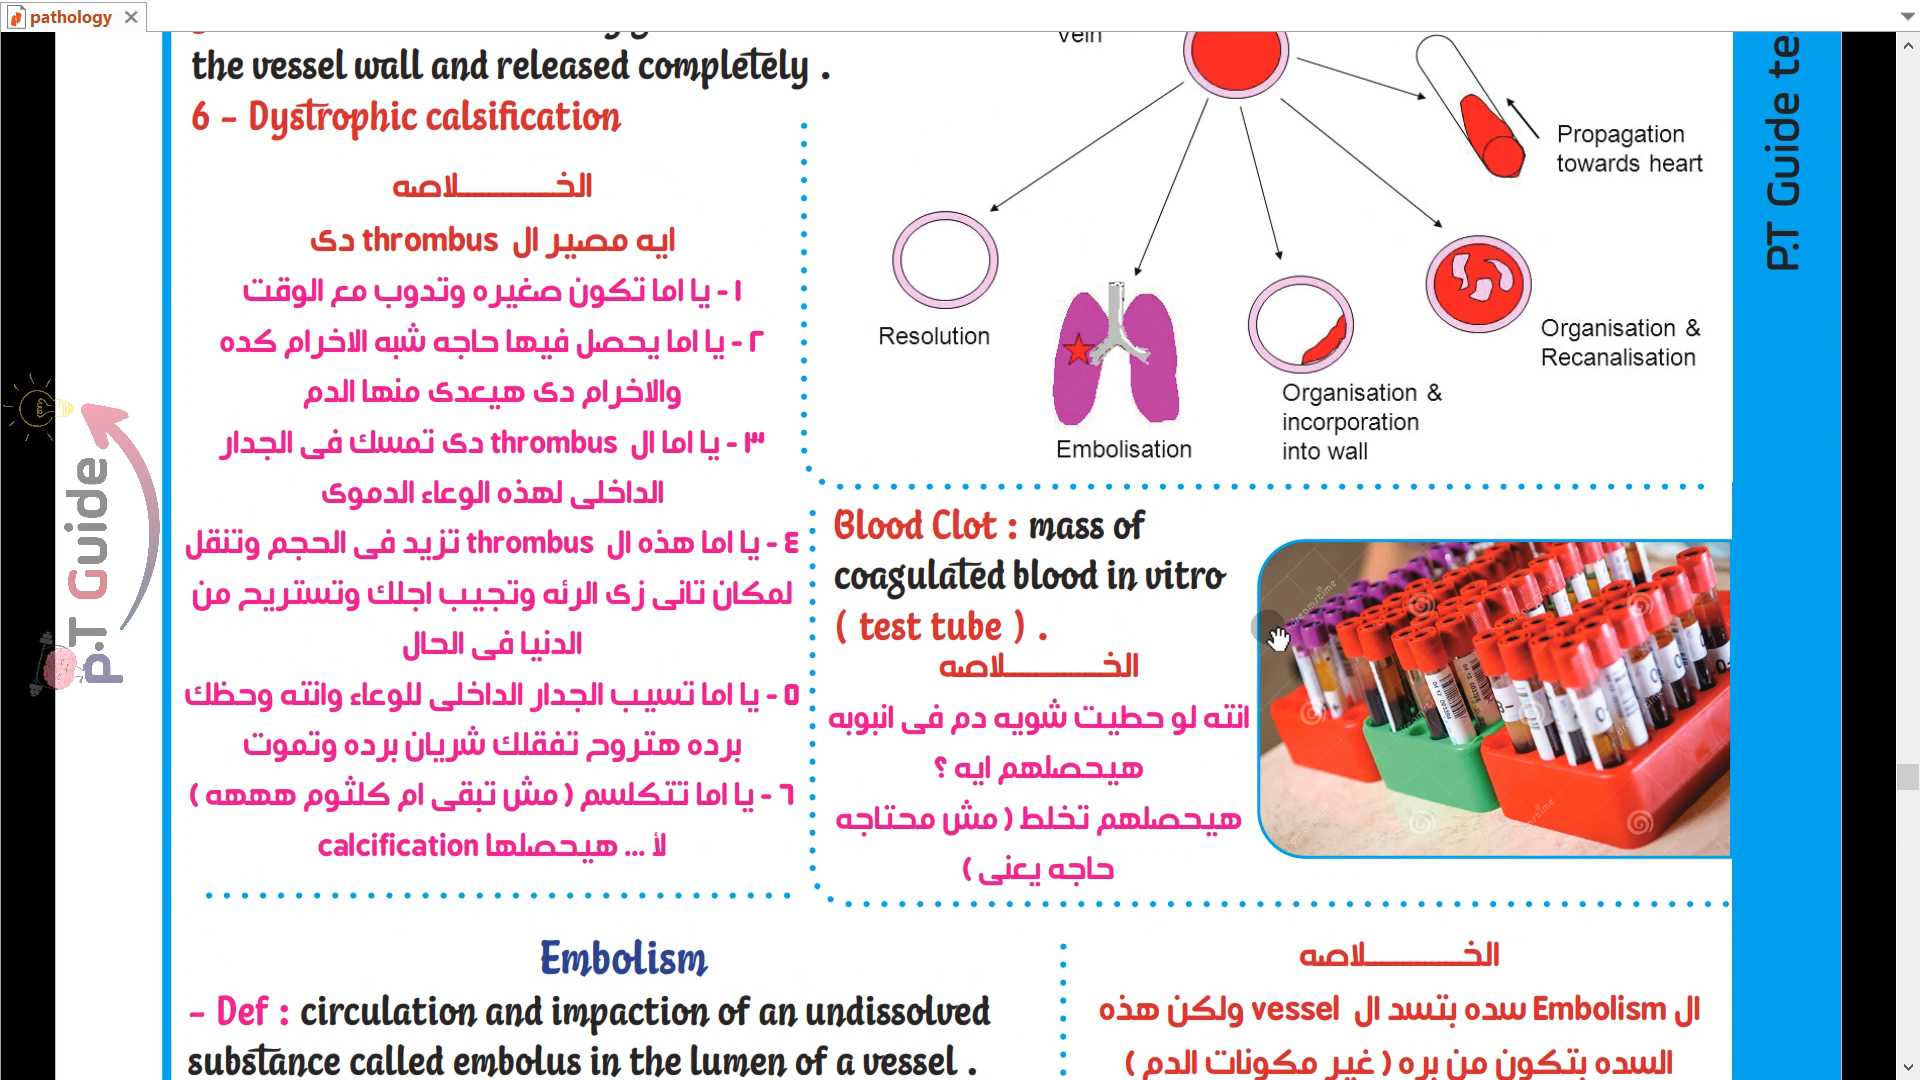 pathology
the vessel wall and released completely .
6 - Dystrophic calsification
الخـــــــــلاصه
ايه مصير ال thrombus دى
١ - يا اما تكون صغيره وتدوب مع الوقت
٢ - يا اما يحصل فيها حاجه شبه الاخرام كده
والاخرام دى هيعدى منها الدم
٣ - يا اما ال thrombus دى تمسك فى الجدار
الداخلى لهذه الوعاء الدموى
٤ - يا اما هذه ال thrombus تزيد فى الحجم وتنقل
لمكان تانى زى الرئه وتجيب اجلك وتستريح من
الدنيا فى الحال
٥ - يا اما تسيب الجدار الداخلى للوعاء وانته وحظك
برده هتروح تفقلك شريان برده وتموت
٦ - يا اما تتكلسم ( مش تبقى ام كلثوم هههه )
لأ ... هيحصلها calcification
Vein
Propagation
towards heart
Resolution
Embolisation
Organisation &
incorporation
into wall
Organisation &
Recanalisation
Blood Clot : mass of
coagulated blood in vitro
( test tube ) .
الخـــــــــلاصه
انته لو حطيت شويه دم فى انبوبه
هيحصلهم ايه ؟
هيحصلهم تخلط ( مش محتاجه
حاجه يعنى )
Embolism
- Def : circulation and impaction of an undissolved
substance called embolus in the lumen of a vessel .
الخـــــــــلاصه
ال Embolism سده بتسد ال vessel ولكن هذه
السده بتتكون من بره ( غير مكونات الدم )
P.T Guide
P.T Guide te
dreamstime